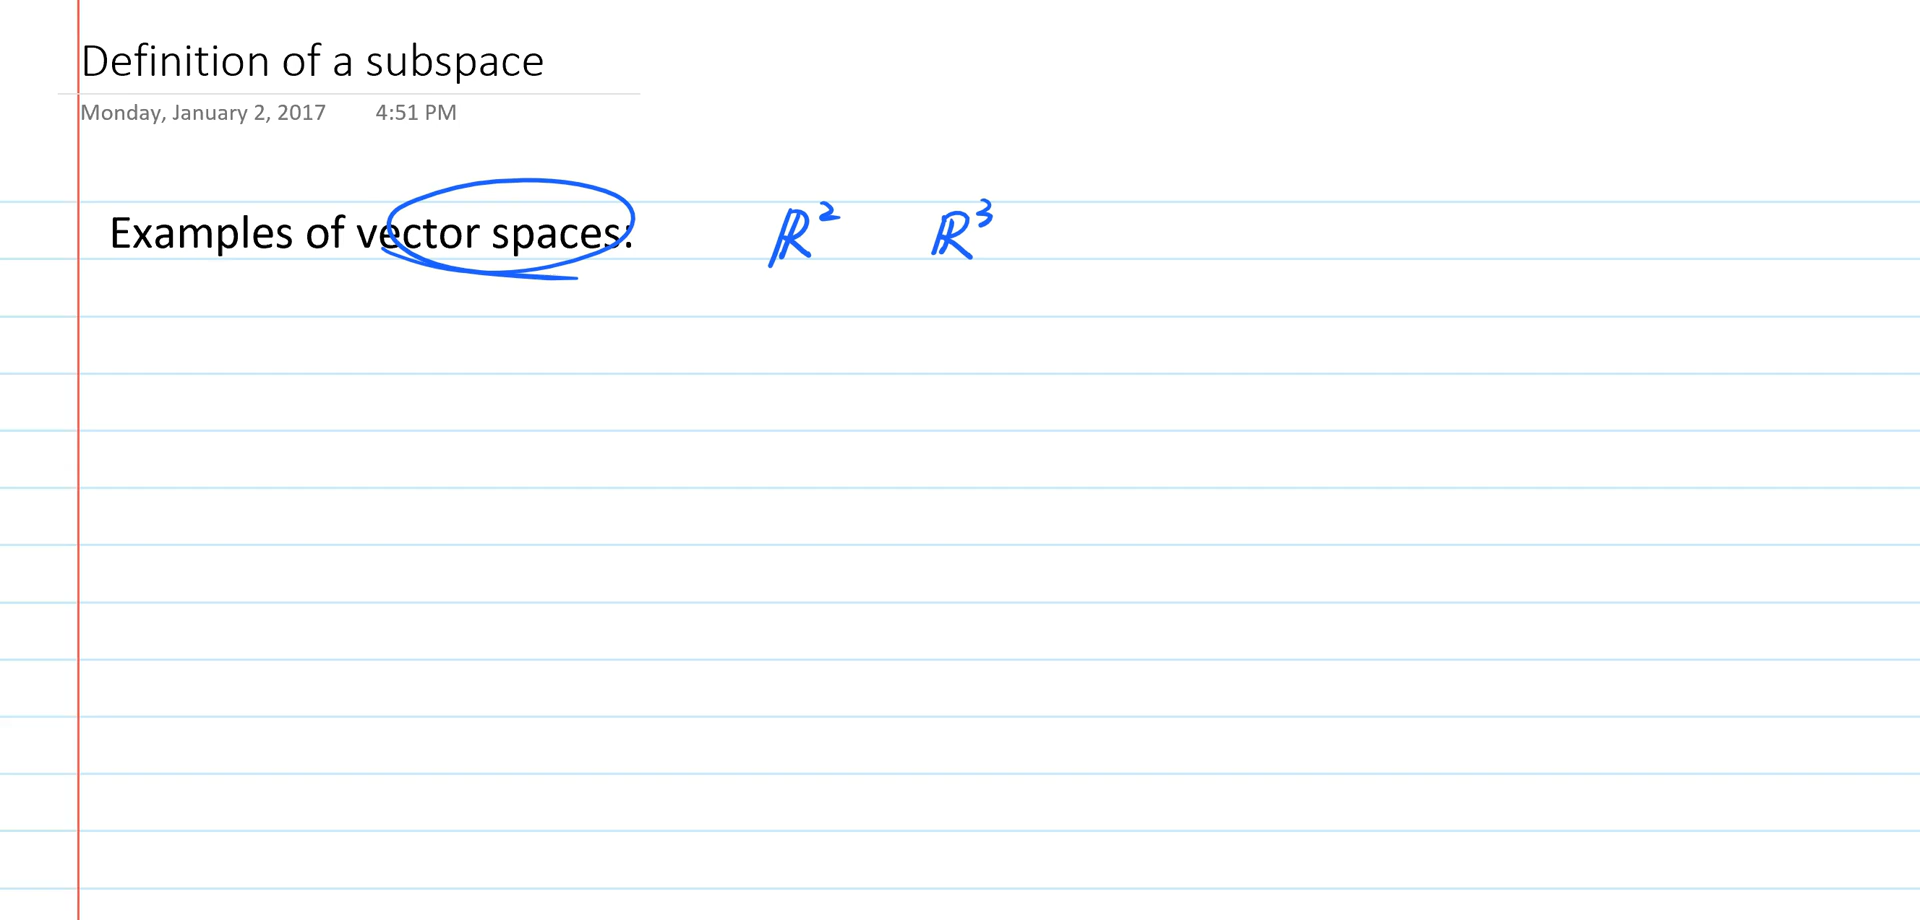 Definition of a subspace
Monday, January 2, 2017 4:51 PM
Examples of vector spaces: ℝ² ℝ³